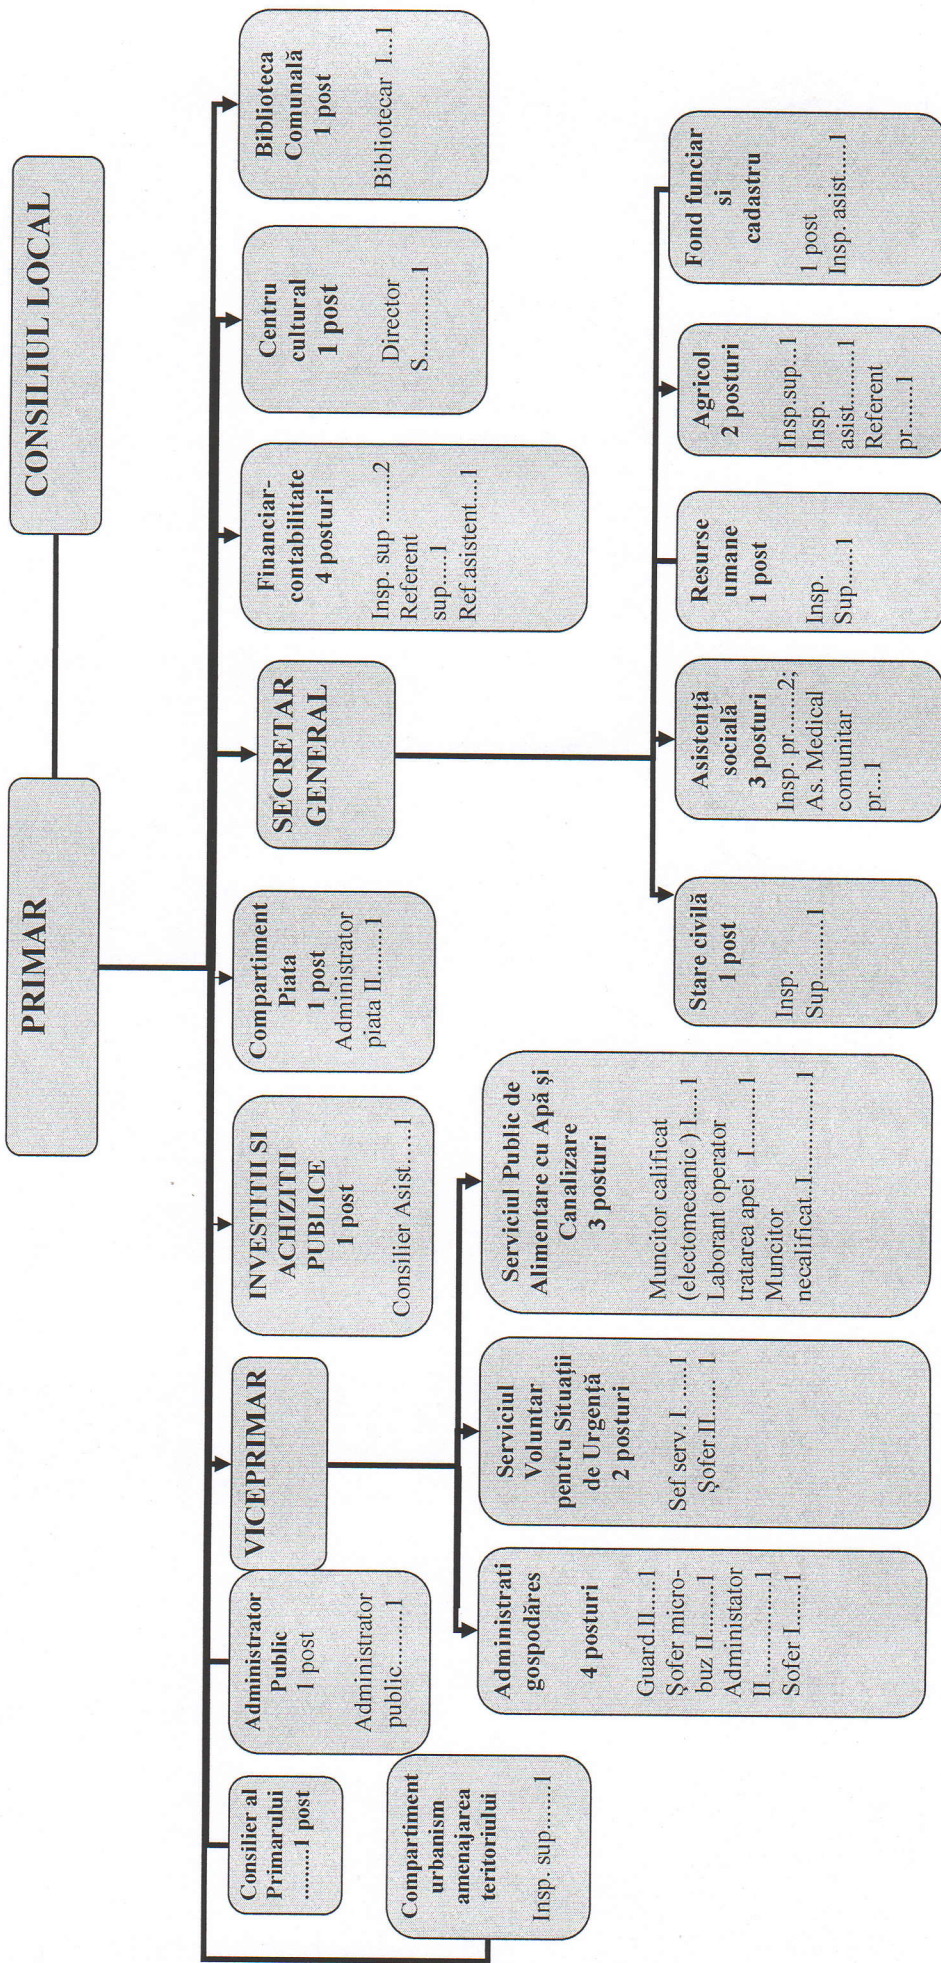 PRIMAR
CONSILIUL LOCAL
Consilier al
Primarului
..........1 post
Administrator
Public
1 post
Administrator
public.........1
VICEPRIMAR
INVESTITII SI
ACHIZITII
PUBLICE
1 post
Consilier Asist.....1
Compartiment
Piata
1 post
Administrator
piata II.........1
SECRETAR
GENERAL
Financiar-
contabilitate
4 posturi
Insp. sup ........2
Referent
sup.....1
Ref.asistent....1
Centru
cultural
1 post
Director
S.............1
Biblioteca
Comunală
1 post
Bibliotecar I...1
Compartiment
urbanism
amenajarea
teritoriului
Insp. sup.......1
Administrati
gospodăres
4 posturi
Guard.II.....1
Şofer micro-
buz II........1
Administator
II ...............1
Sofer I.......1
Serviciul
Voluntar
pentru Situații
de Urgență
2 posturi
Sef serv. I. ......1
Şofer.II....... 1
Serviciul Public de
Alimentare cu Apă și
Canalizare
3 posturi
Muncitor calificat
(electomecanic ) I.....1
Laborant operator
tratarea apei I...........1
Muncitor
necalificat..I...............1
Stare civilă
1 post
Insp.
Sup...........1
Asistență
socială
3 posturi
Insp. pr........2;
As. Medical
comunitar
pr...1
Resurse
umane
1 post
Insp.
Sup......1
Agricol
2 posturi
Insp.sup...1
Insp.
asist..........1
Referent
pr........1
Fond funciar
si
cadastru
1 post
Insp. asist.....1